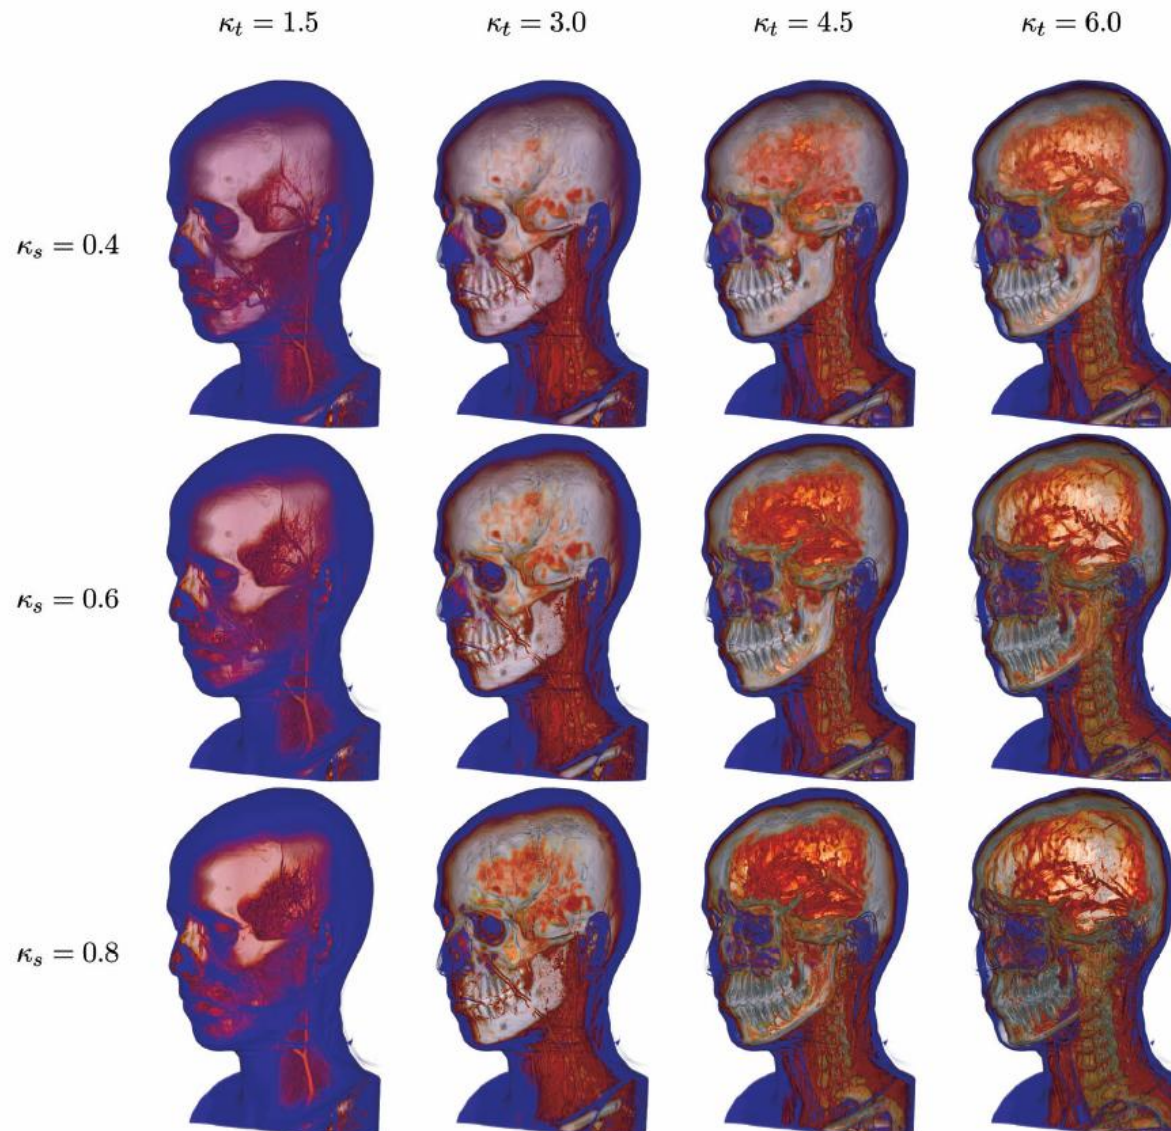 κₜ = 1.5 κₜ = 3.0 κₜ = 4.5 κₜ = 6.0
κₛ = 0.4
κₛ = 0.6
κₛ = 0.8